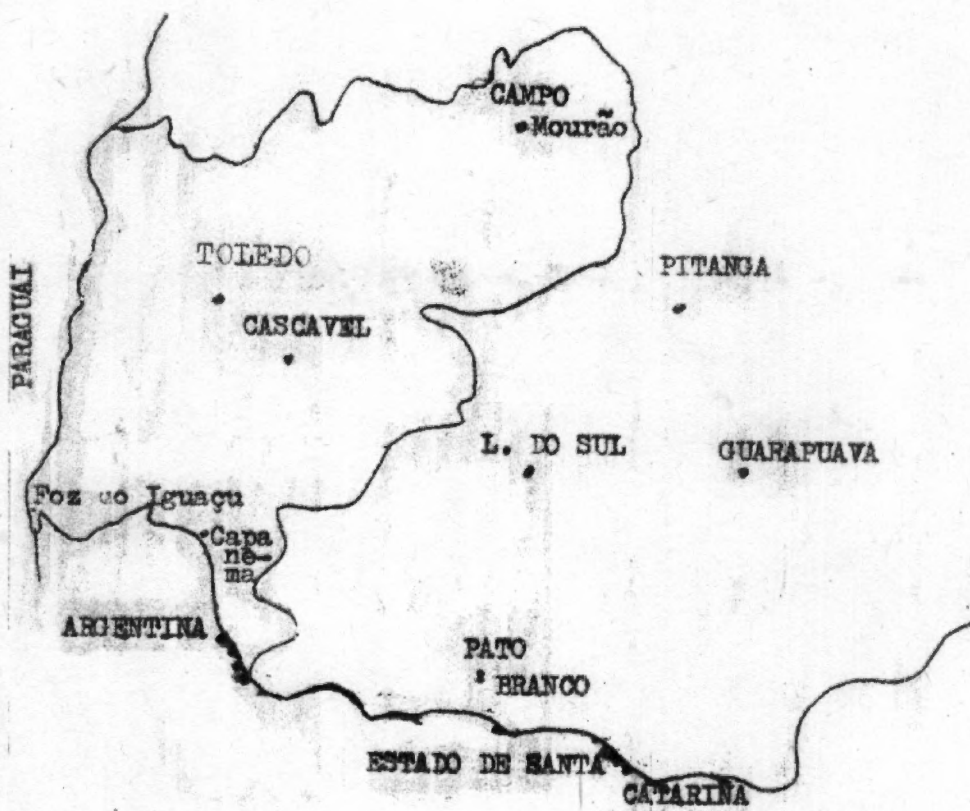 CAMPO
Mourão
TOLEDO
PITANGA
CASCAVEL
PARAGUAI
L. DO SUL
GUARAPUAVA
Foz do Iguaçu
Capa
nê-
ma
ARGENTINA
PATO
BRANCO
ESTADO DE SANTA
CATARINA